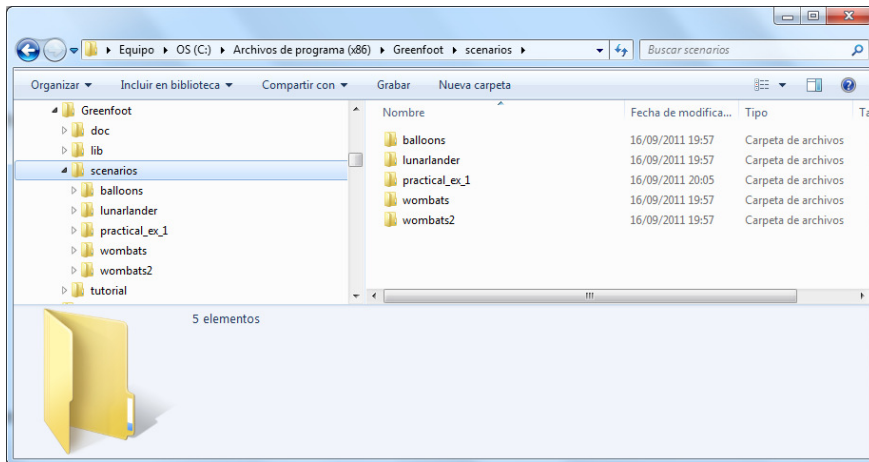 Equipo OS (C:) Archivos de programa (x86) Greenfoot scenarios Buscar scenarios
Organizar Incluir en biblioteca Compartir con Grabar Nueva carpeta
Greenfoot
doc
lib
scenarios
balloons
lunarlander
practical_ex_1
wombats
wombats2
tutorial
Nombre Fecha de modifica... Tipo Ta
balloons 16/09/2011 19:57 Carpeta de archivos
lunarlander 16/09/2011 19:57 Carpeta de archivos
practical_ex_1 16/09/2011 20:05 Carpeta de archivos
wombats 16/09/2011 19:57 Carpeta de archivos
wombats2 16/09/2011 19:57 Carpeta de archivos
5 elementos